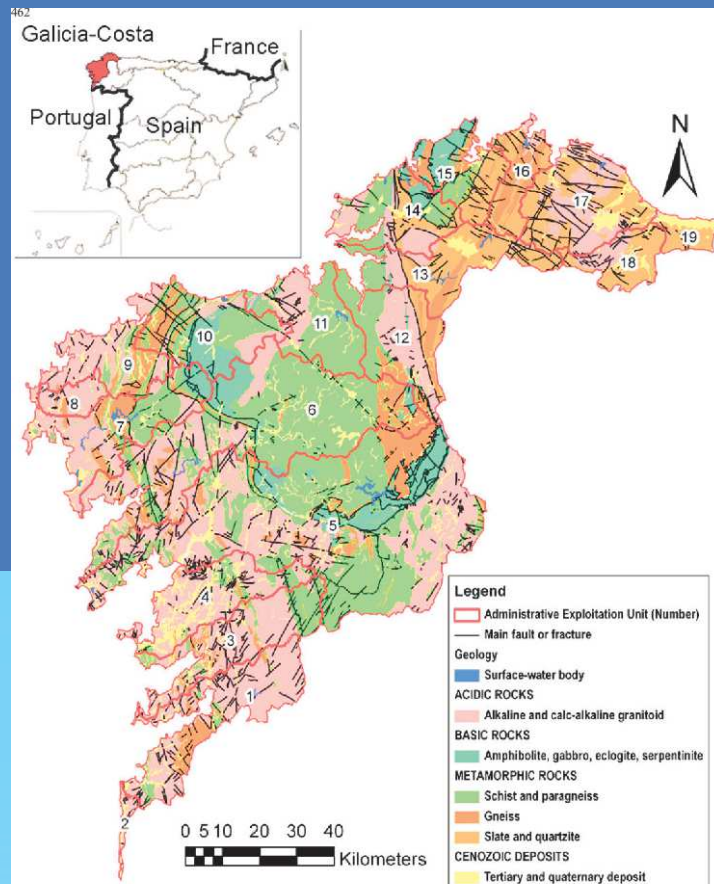 462
Galicia-Costa
France
Portugal
Spain
N
15
16
17
14
19
18
13
10
11
12
9
6
8
7
5
4
3
1
2
0 5 10 20 30 40
Kilometers
Legend
Administrative Exploitation Unit (Number)
Main fault or fracture
Geology
Surface-water body
ACIDIC ROCKS
Alkaline and calc-alkaline granitoid
BASIC ROCKS
Amphibolite, gabbro, eclogite, serpentinite
METAMORPHIC ROCKS
Schist and paragneiss
Gneiss
Slate and quartzite
CENOZOIC DEPOSITS
Tertiary and quaternary deposit